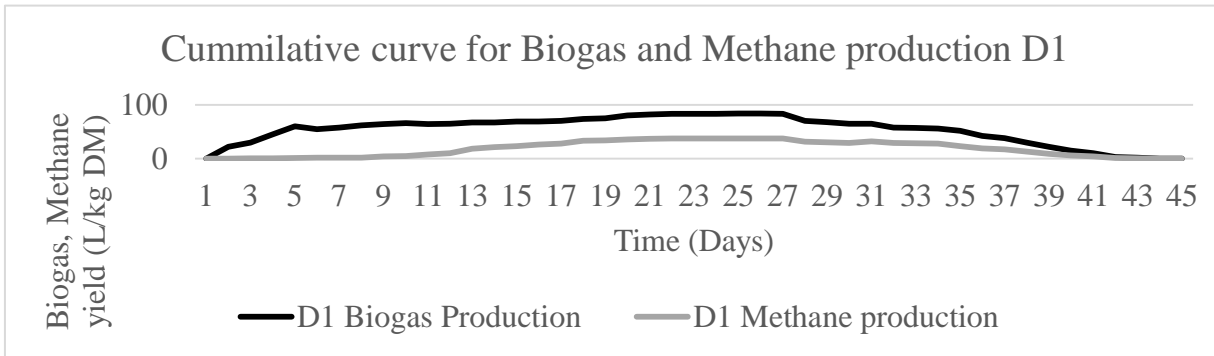 Cummilative curve for Biogas and Methane production D1
Biogas, Methane
yield (L/kg DM)
100
0
1 3 5 7 9 11 13 15 17 19 21 23 25 27 29 31 33 35 37 39 41 43 45
Time (Days)
D1 Biogas Production D1 Methane production